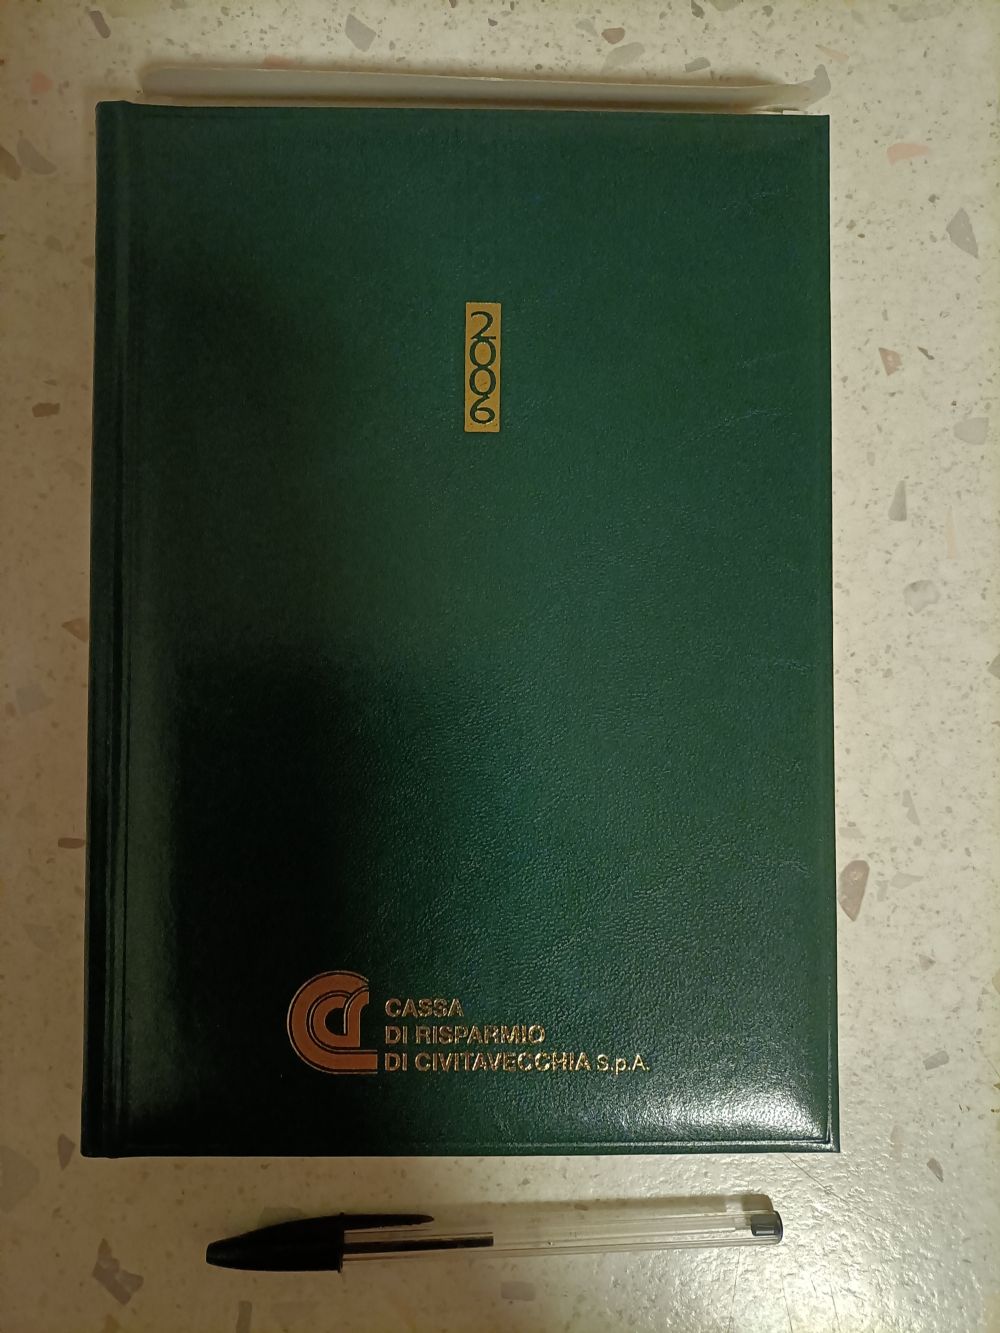 2006
CASSA
DI RISPARMIO
DI CIVITAVECCHIA S.p.A.